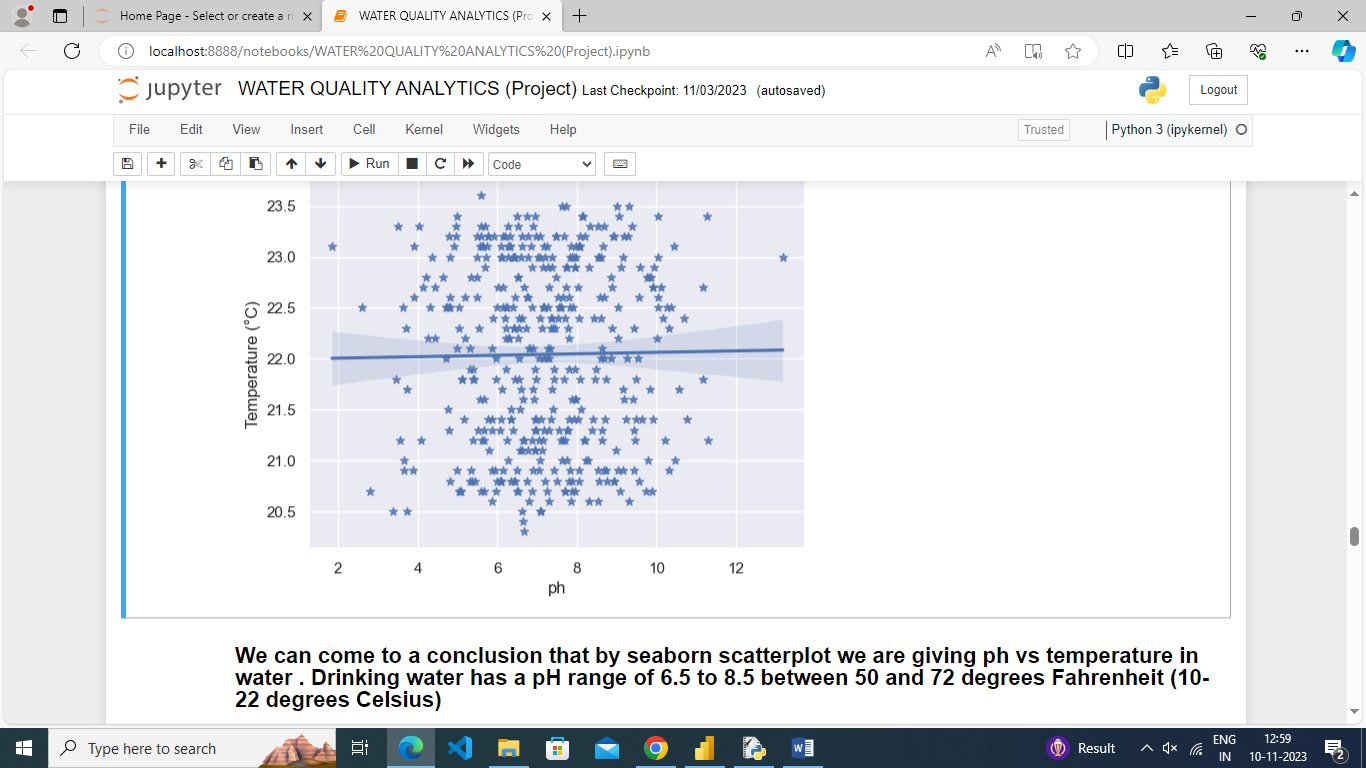 Home Page - Select or create a n
WATER QUALITY ANALYTICS (Pro
localhost:8888/notebooks/WATER%20QUALITY%20ANALYTICS%20(Project).ipynb
jupyter WATER QUALITY ANALYTICS (Project) Last Checkpoint: 11/03/2023 (autosaved)
Logout
File Edit View Insert Cell Kernel Widgets Help
Trusted
Python 3 (ipykernel)
Run
Code
23.5
23.0
22.5
22.0
21.5
21.0
20.5
Temperature (°C)
2 4 6 8 10 12
ph
We can come to a conclusion that by seaborn scatterplot we are giving ph vs temperature in
water . Drinking water has a pH range of 6.5 to 8.5 between 50 and 72 degrees Fahrenheit (10-
22 degrees Celsius)
Type here to search
Result
ENG
IN
12:59
10-11-2023
2